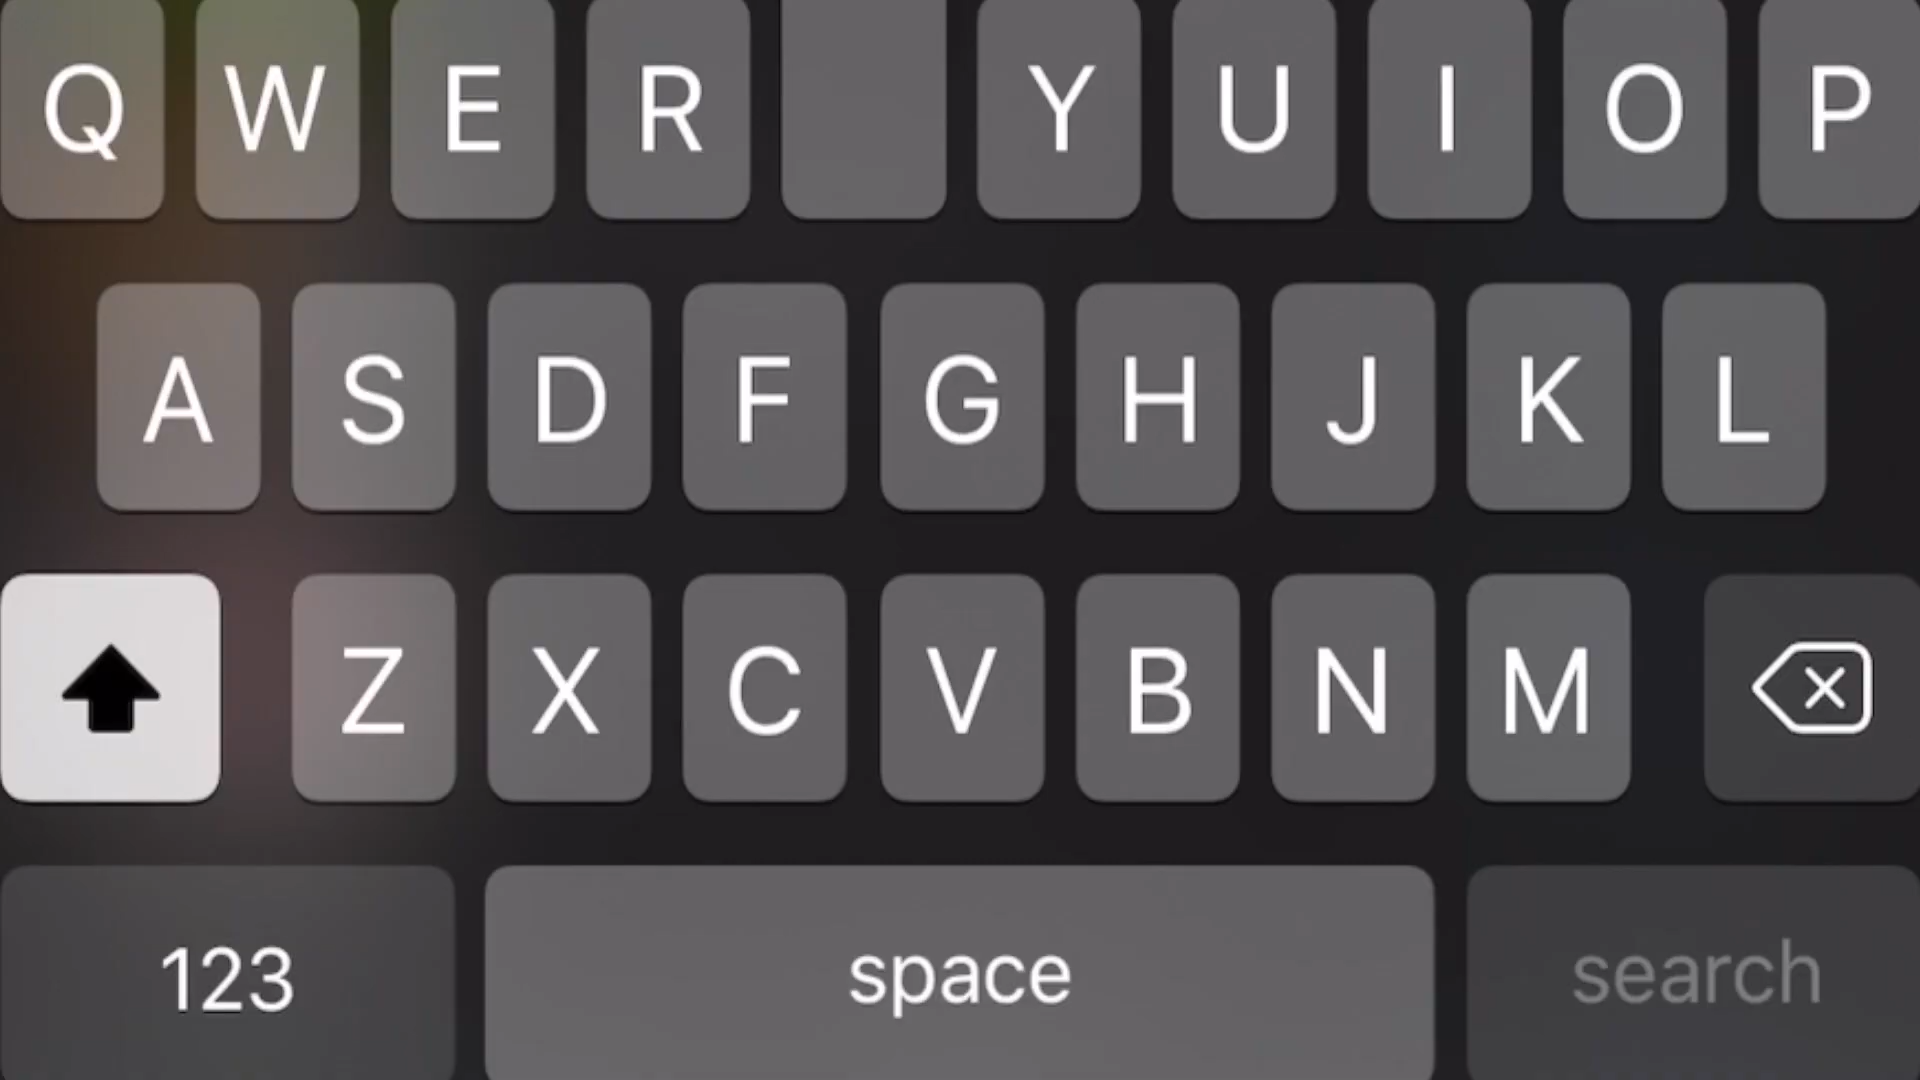 Q W E R Y U I O P
A S D F G H J K L
Z X C V B N M
123 space search